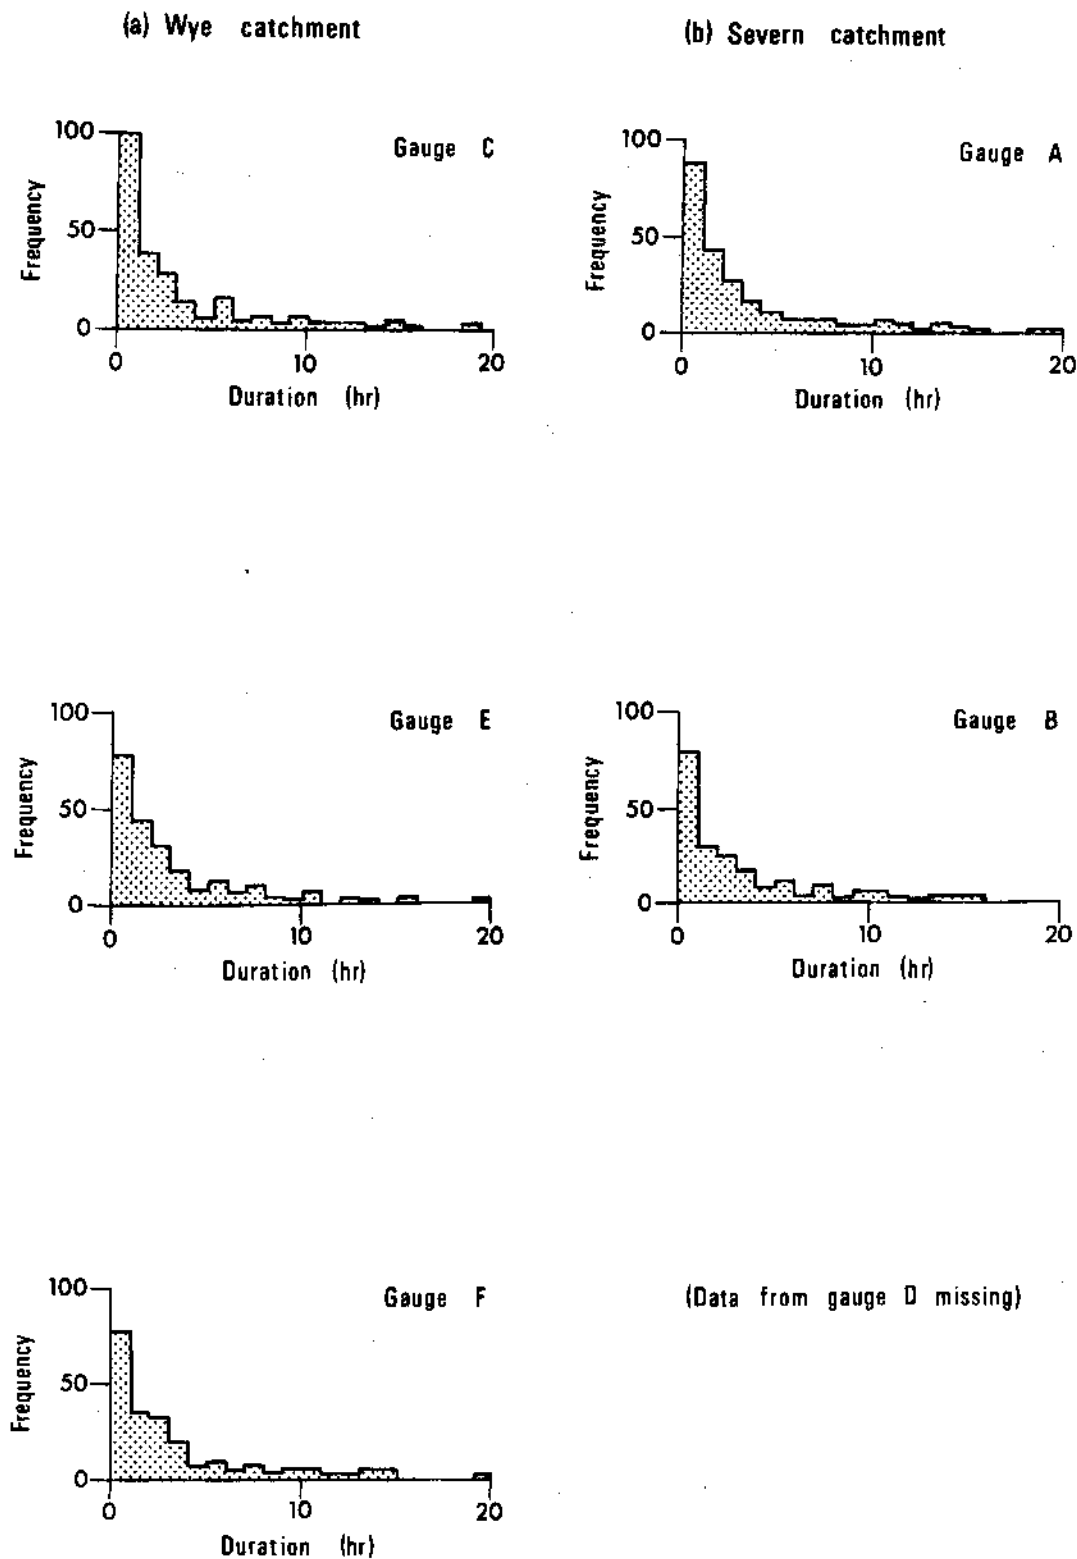 (a) Wye catchment
(b) Severn catchment
Gauge C
100
50
0
Frequency
0 10 20
Duration (hr)
Gauge A
100
50
0
Frequency
0 10 20
Duration (hr)
Gauge E
100
50
0
Frequency
0 10 20
Duration (hr)
Gauge B
100
50
0
Frequency
0 10 20
Duration (hr)
Gauge F
100
50
0
Frequency
0 10 20
Duration (hr)
(Data from gauge D missing)